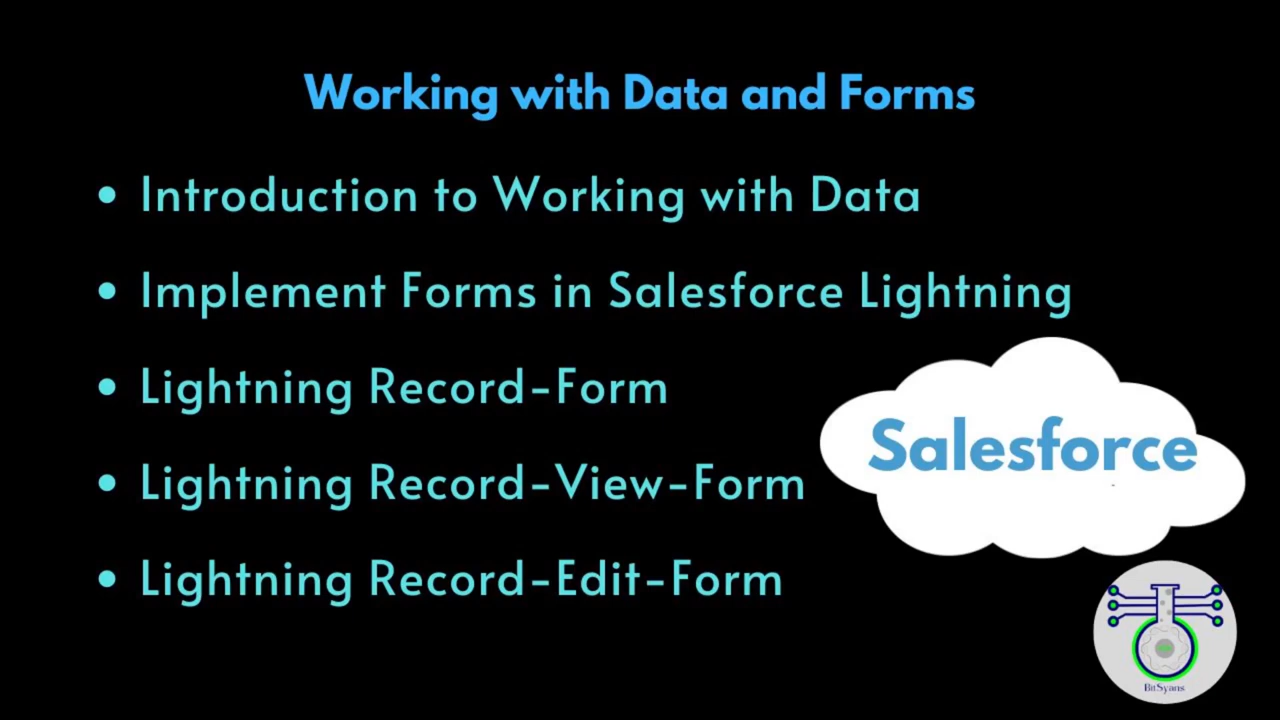 Working with Data and Forms
• Introduction to Working with Data
• Implement Forms in Salesforce Lightning
• Lightning Record-Form
• Lightning Record-View-Form
• Lightning Record-Edit-Form
Salesforce
BitSyans